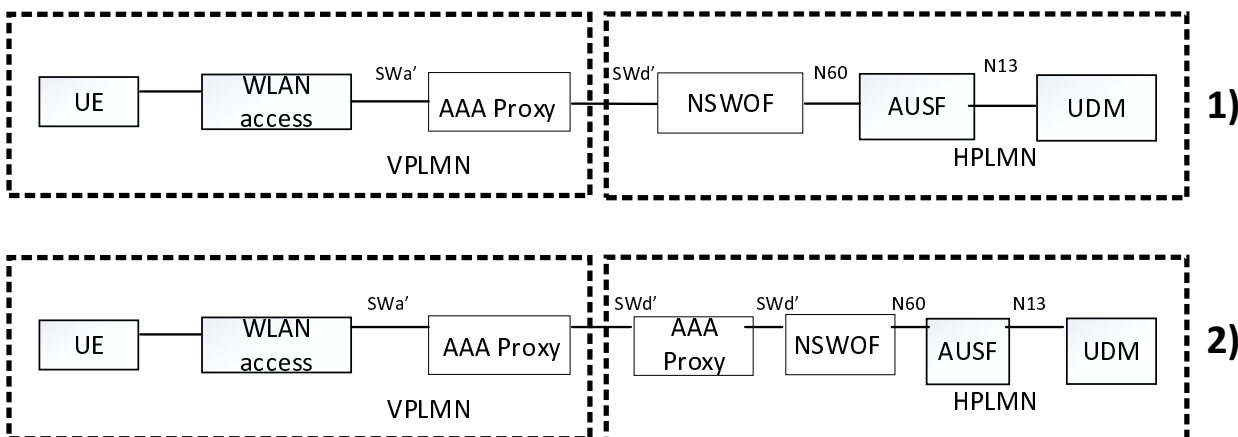 SWa’
SWd’
N60
N13
UE
WLAN
access
AAA Proxy
NSWOF
AUSF
UDM
1)
VPLMN
HPLMN
SWa’
SWd’
SWd’
N60
N13
UE
WLAN
access
AAA Proxy
AAA
Proxy
NSWOF
AUSF
UDM
2)
VPLMN
HPLMN